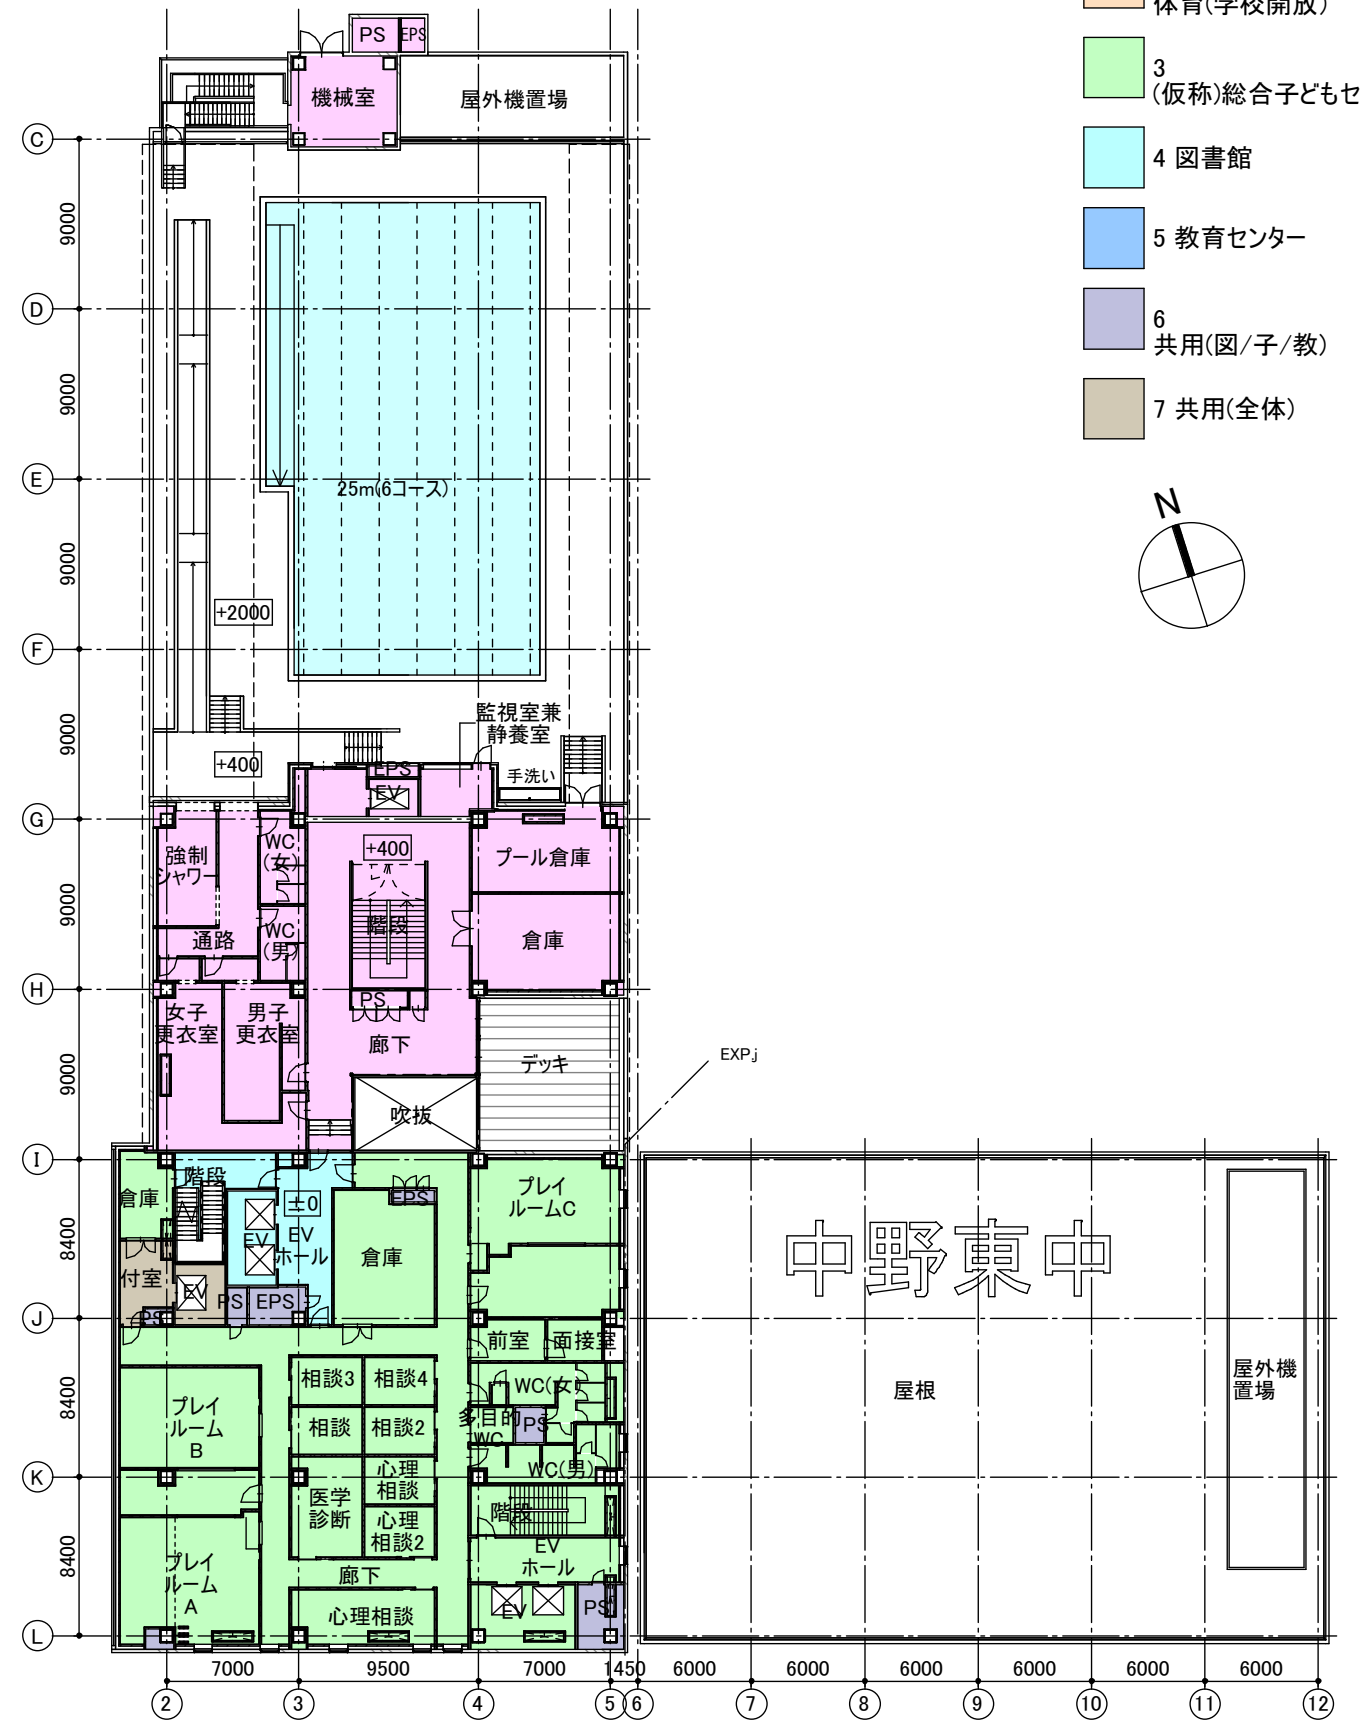 体育(学校開放)
3
(仮称)総合子どもセ
4 図書館
5 教育センター
6
共用(図/子/教)
7 共用(全体)
N
PS
EPS
機械室
屋外機置場
C
9000
D
9000
E
25m(6コース)
9000
+2000
F
9000
監視室兼
静養室
+400
EPS
EV
手洗い
G
強制
シャワー
WC
(女)
+400
プール倉庫
9000
階段
通路
WC
(男)
倉庫
H
PS
女子
更衣室
男子
更衣室
廊下
デッキ
EXP.j
9000
吹抜
I
階段
倉庫
±0
EPS
プレイ
ルームC
EV
EV
ホール
倉庫
8400
付室
EV
PS
EPS
PS
中野東中
J
前室
面接室
相談3
相談4
WC(女)
屋根
屋外機
置場
8400
プレイ
ルーム
B
相談
相談2
多目的
WC
PS
K
心理
相談
WC(男)
医学
診断
階段
心理
相談2
EV
ホール
8400
プレイ
ルーム
A
廊下
心理相談
EV
PS
L
7000
9500
7000
1450
6000
6000
6000
6000
6000
6000
2
3
4
5
6
7
8
9
10
11
12